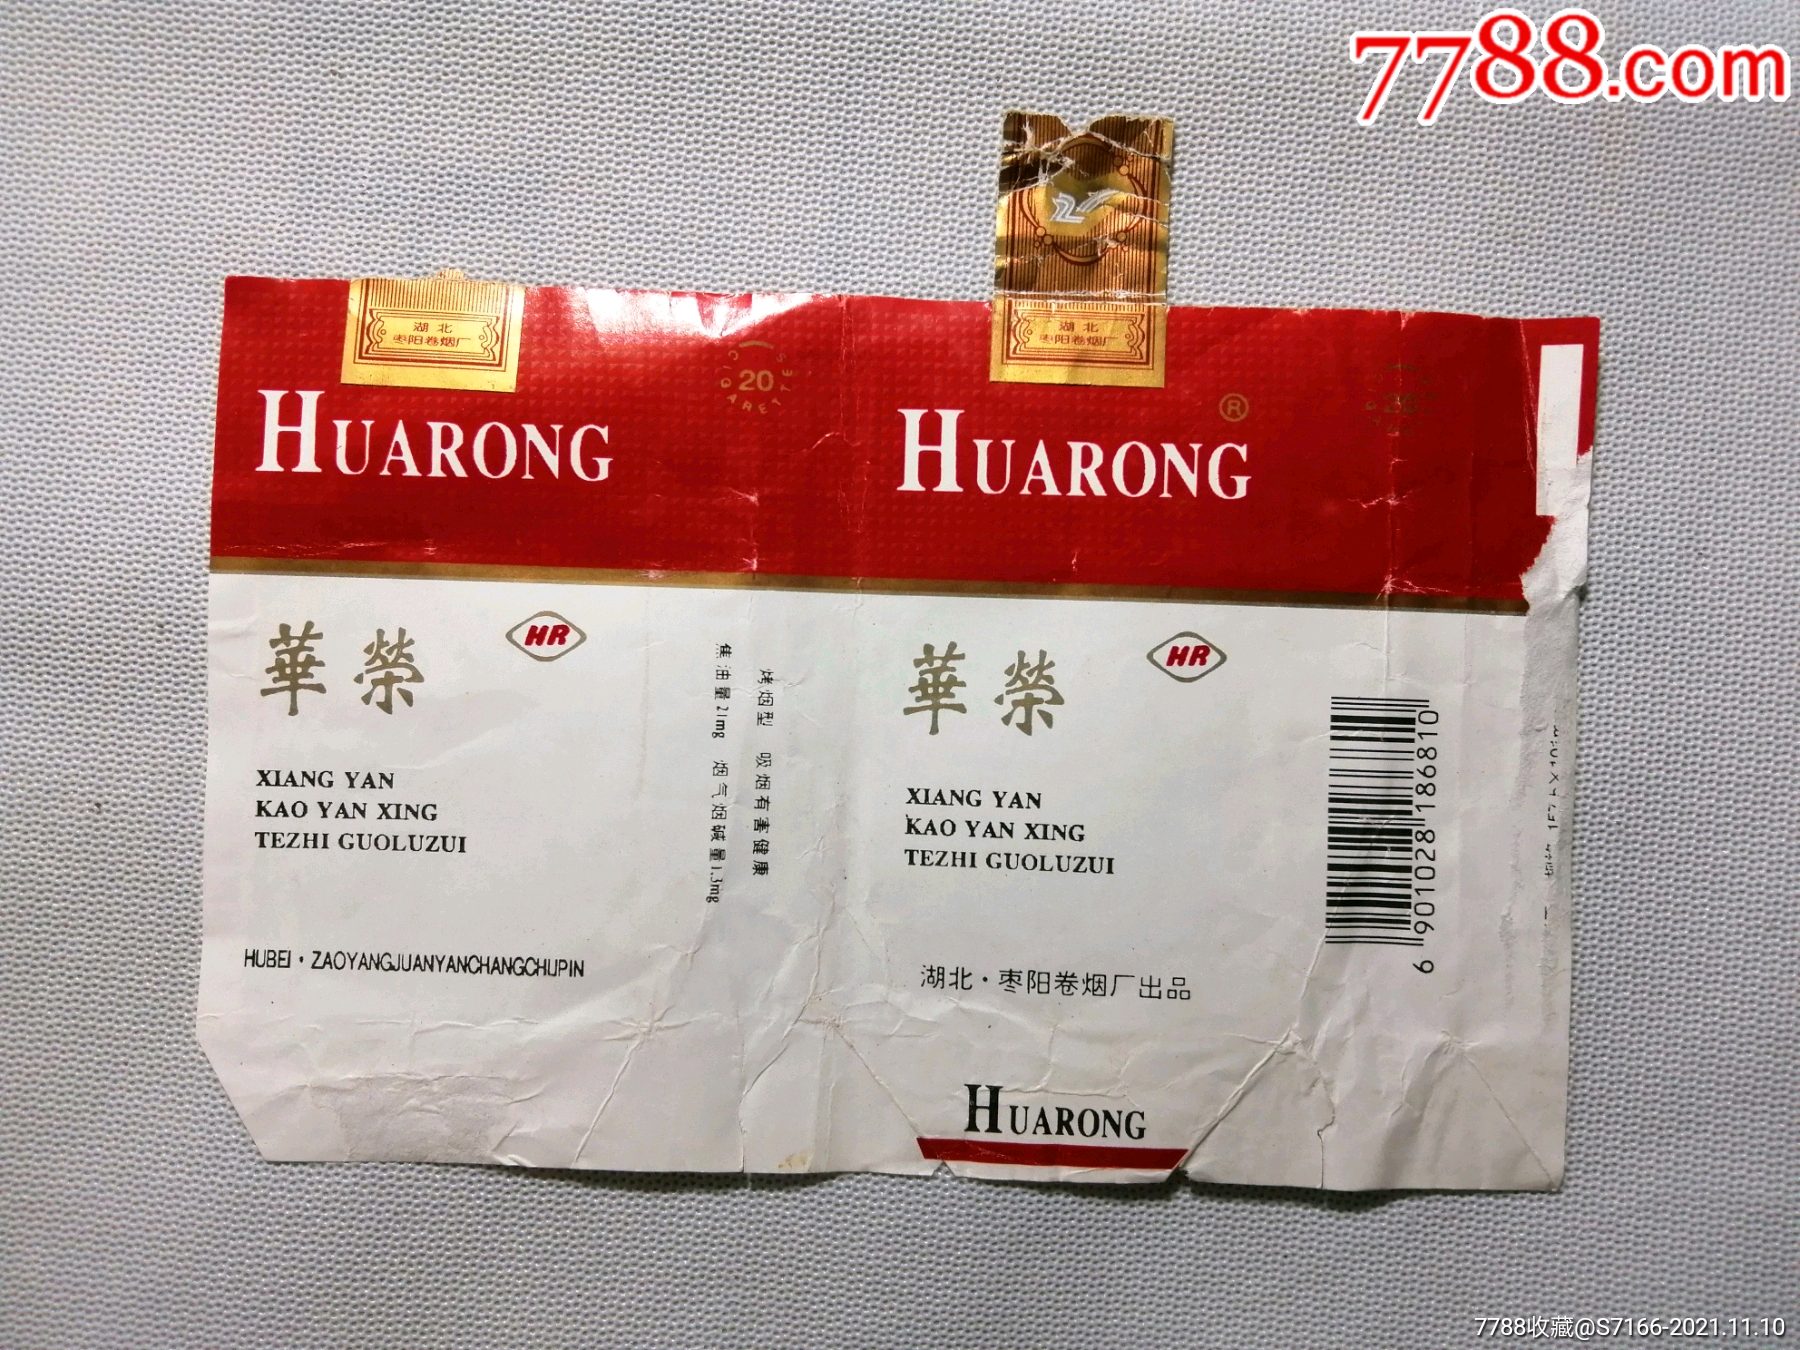 7788.com
湖北
枣阳卷烟厂
湖北
枣阳卷烟厂
20
CIGARETTES
HUARONG
HUARONG
®
華榮
HR
XIANG YAN
KAO YAN XING
TEZHI GUOLUZUI
HUBEI·ZAOYANGJUANYANCHANGCHUPIN
烤烟型 吸烟有害健康
焦油量21mg 烟气烟碱量1.3mg
華榮
HR
XIANG YAN
KAO YAN XING
TEZHI GUOLUZUI
湖北·枣阳卷烟厂出品
6901028186810
HUARONG
7788收藏@S7166-2021.11.10